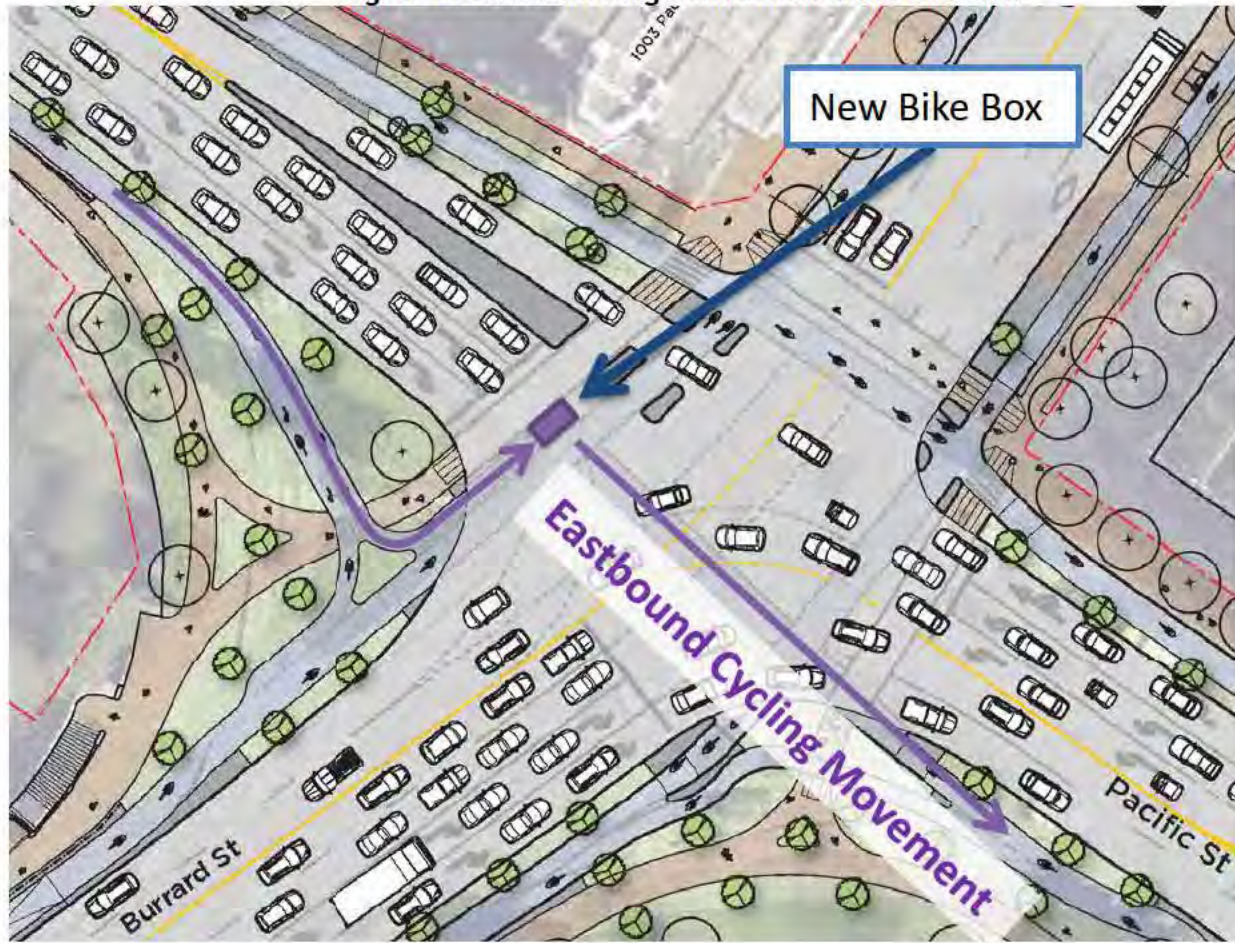 1003 Pac
New Bike Box
Eastbound Cycling Movement
Burrard St
Pacific St